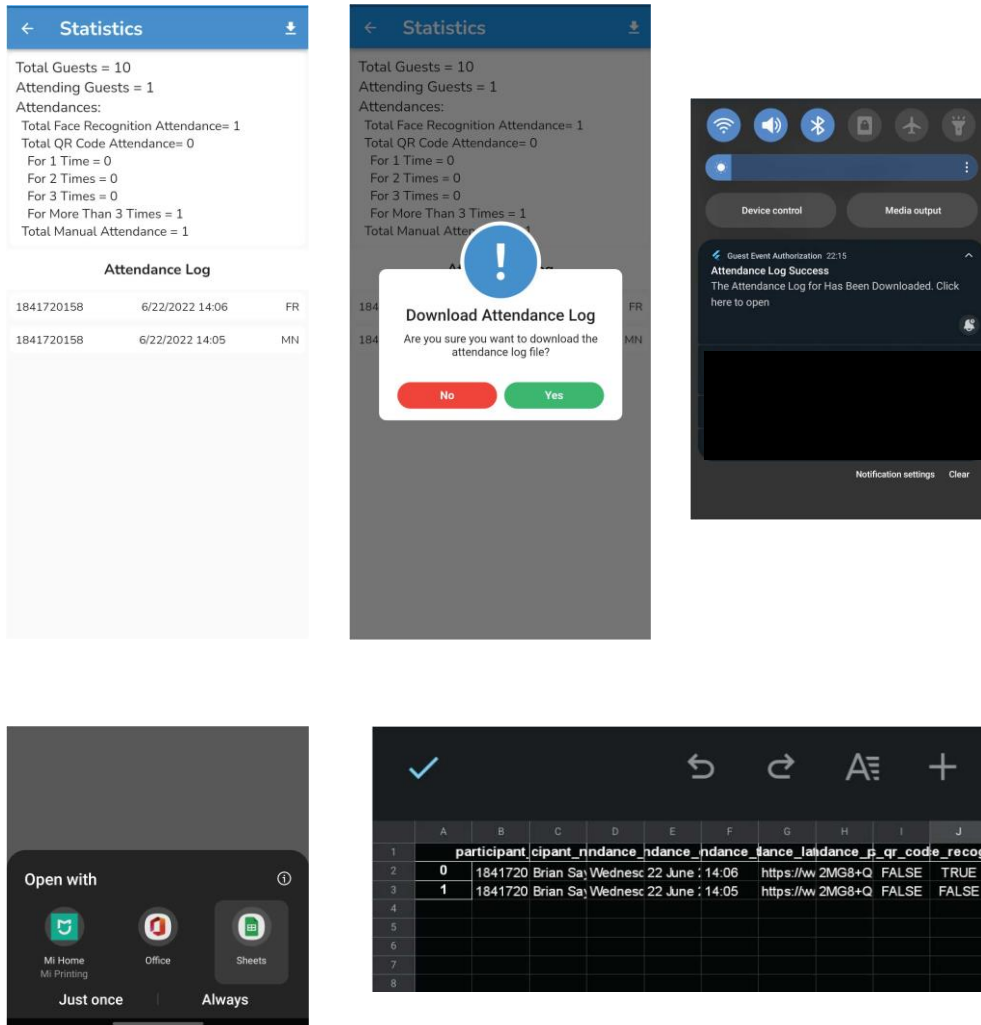 Statistics
Total Guests = 10
Attending Guests = 1
Attendances:
Total Face Recognition Attendance= 1
Total QR Code Attendance= 0
For 1 Time = 0
For 2 Times = 0
For 3 Times = 0
For More Than 3 Times = 1
Total Manual Attendance = 1
Attendance Log
1841720158 6/22/2022 14:06 FR
1841720158 6/22/2022 14:05 MN
Statistics
Total Guests = 10
Attending Guests = 1
Attendances:
Total Face Recognition Attendance= 1
Total QR Code Attendance= 0
For 1 Time = 0
For 2 Times = 0
For 3 Times = 0
For More Than 3 Times = 1
Total Manual Atten 1
184 FR
184 MN
Download Attendance Log
Are you sure you want to download the
attendance log file?
No Yes
Device control Media output
Guest Event Authorization 22:15
Attendance Log Success
The Attendance Log for Has Been Downloaded. Click
here to open
Notification settings Clear
Open with
Mi Home Office Sheets
Mi Printing
Just once Always
A B C D E F G H I J
1 participant_ cipant_n ndance_ ndance_ ndance_ dance_lat dance_p _qr_code e_recog
2 0 1841720 Brian Say Wednesd 22 June 14:06 https://w 2MG8+Q FALSE TRUE
3 1 1841720 Brian Say Wednesd 22 June 14:05 https://w 2MG8+Q FALSE FALSE
4
5
6
7
8